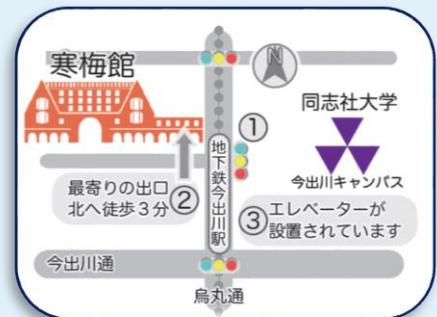 寒梅館
N
同志社大学
今出川キャンパス
①
地下鉄今出川駅
最寄りの出口
北へ徒歩3分
②
③
エレベーターが
設置されています
今出川通
烏丸通